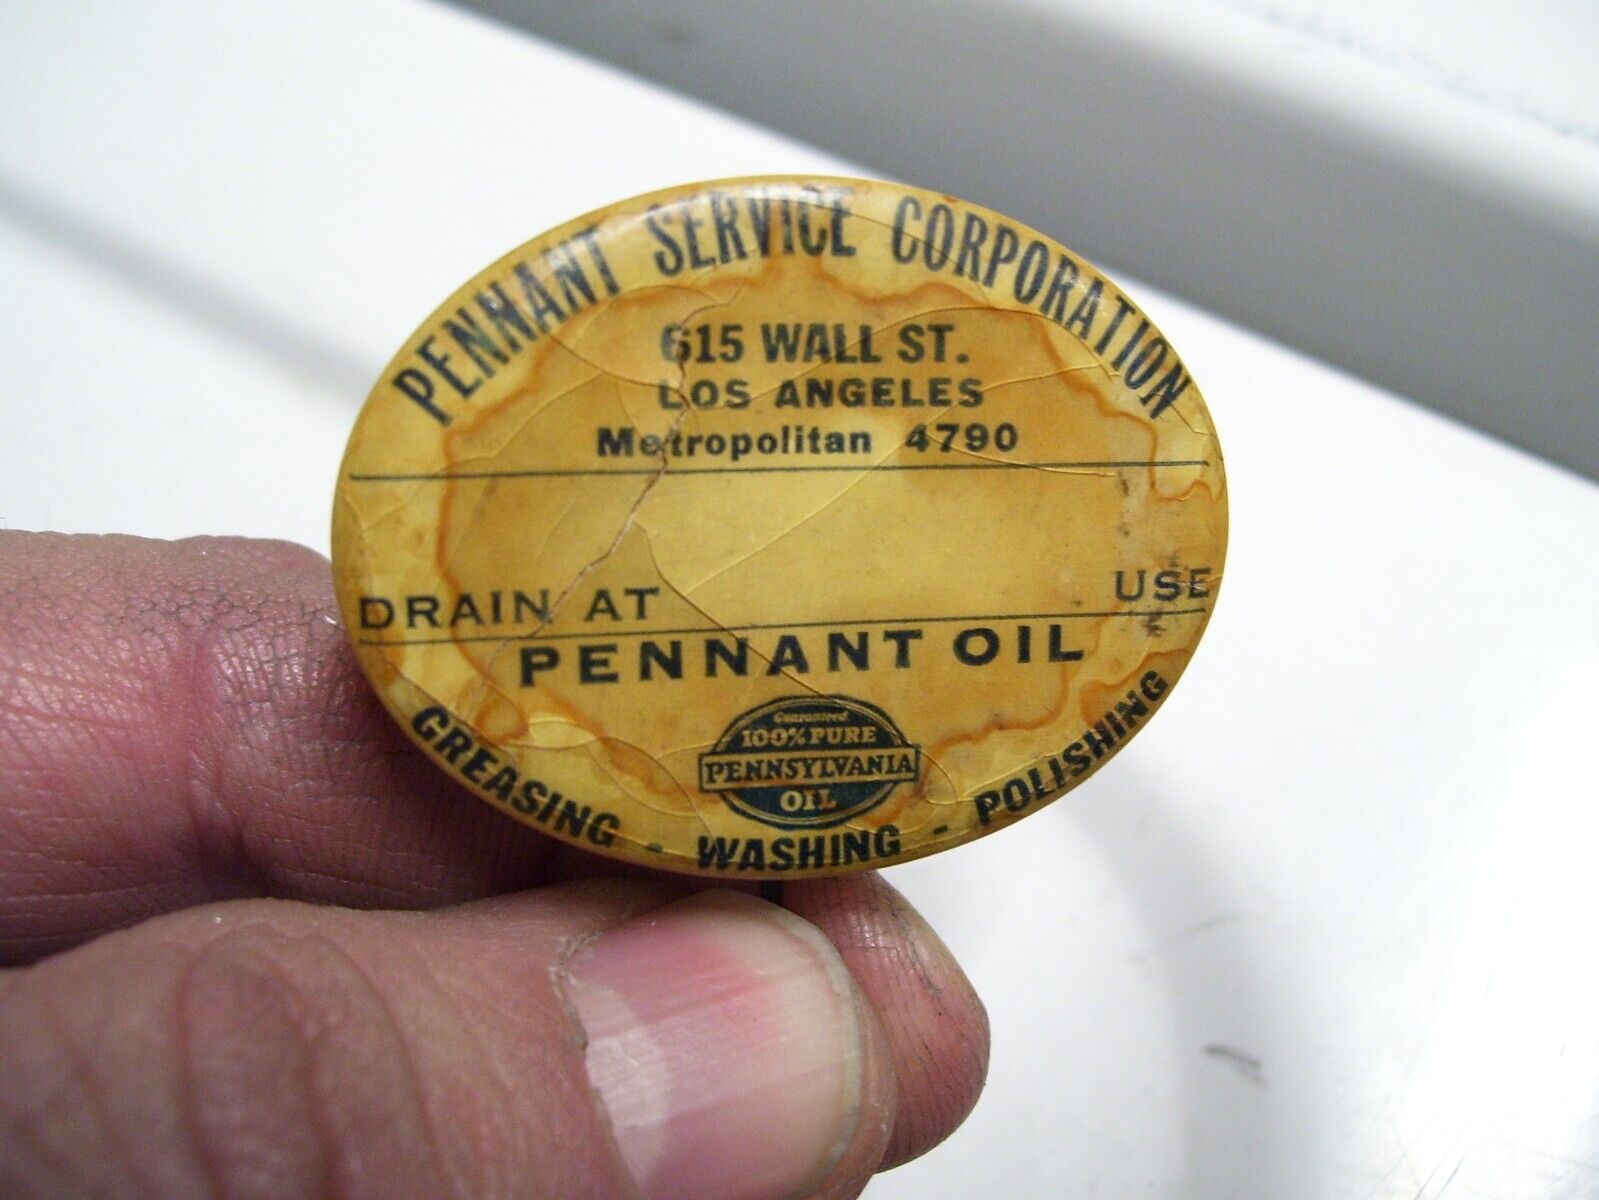 PENNANT SERVICE CORPORATION
615 WALL ST.
LOS ANGELES
Metropolitan 4790
DRAIN AT USE
PENNANT OIL
Guaranteed
100% PURE
PENNSYLVANIA
OIL
GREASING - WASHING - POLISHING